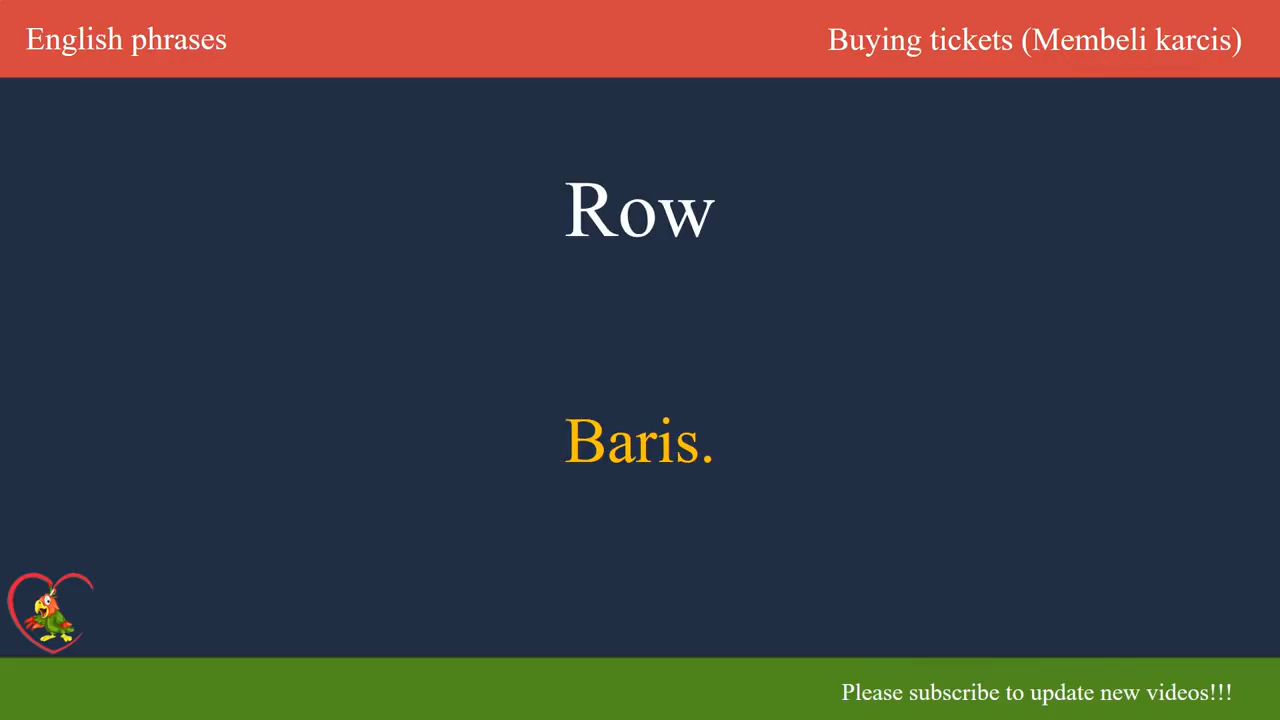 English phrases
Buying tickets (Membeli karcis)
Row
Baris.
Please subscribe to update new videos!!!